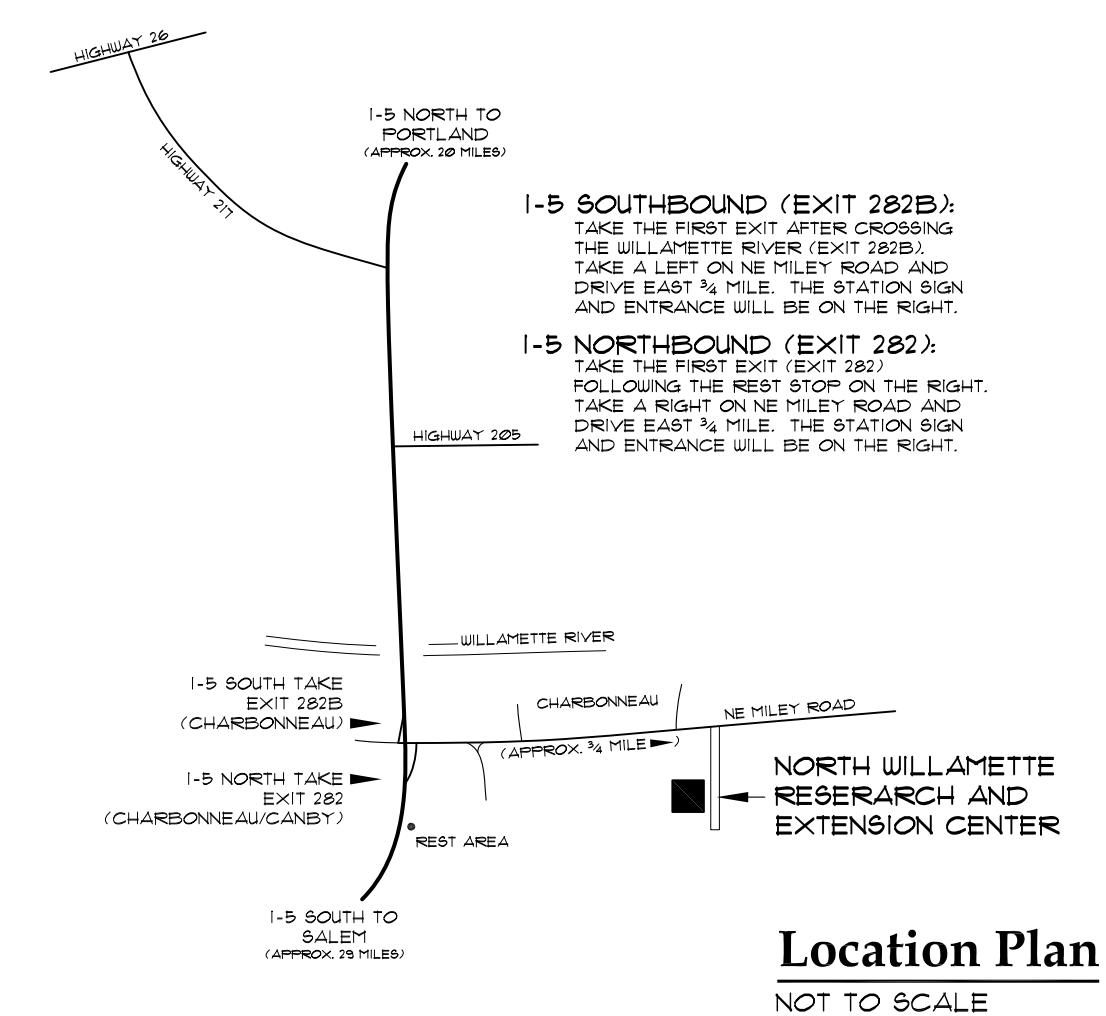 HIGHWAY 26
HIGHWAY 217
I-5 NORTH TO
PORTLAND
(APPROX. 20 MILES)
I-5 SOUTHBOUND (EXIT 282B):
TAKE THE FIRST EXIT AFTER CROSSING
THE WILLAMETTE RIVER (EXIT 282B).
TAKE A LEFT ON NE MILEY ROAD AND
DRIVE EAST ¾ MILE. THE STATION SIGN
AND ENTRANCE WILL BE ON THE RIGHT.
I-5 NORTHBOUND (EXIT 282):
TAKE THE FIRST EXIT (EXIT 282)
FOLLOWING THE REST STOP ON THE RIGHT.
TAKE A RIGHT ON NE MILEY ROAD AND
DRIVE EAST ¾ MILE. THE STATION SIGN
AND ENTRANCE WILL BE ON THE RIGHT.
HIGHWAY 205
WILLAMETTE RIVER
I-5 SOUTH TAKE
EXIT 282B
(CHARBONNEAU)
CHARBONNEAU
NE MILEY ROAD
(APPROX. ¾ MILE )
I-5 NORTH TAKE
EXIT 282
(CHARBONNEAU/CANBY)
NORTH WILLAMETTE
RESERARCH AND
EXTENSION CENTER
REST AREA
I-5 SOUTH TO
SALEM
(APPROX. 29 MILES)
Location Plan
NOT TO SCALE